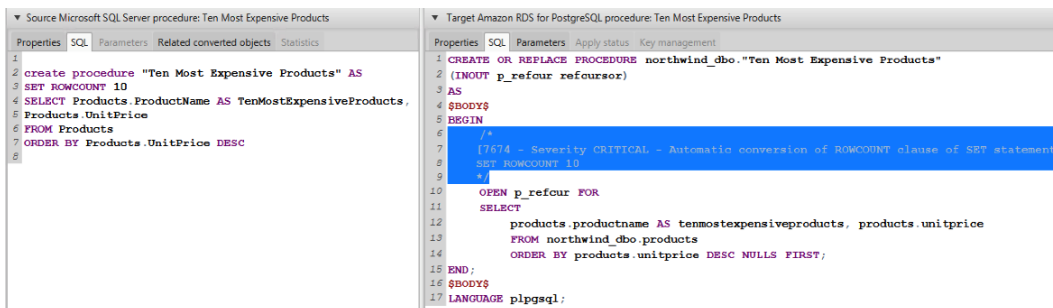 ▼ Source Microsoft SQL Server procedure: Ten Most Expensive Products
Properties SQL Parameters Related converted objects Statistics
1
2 create procedure "Ten Most Expensive Products" AS
3 SET ROWCOUNT 10
4 SELECT Products.ProductName AS TenMostExpensiveProducts,
5 Products.UnitPrice
6 FROM Products
7 ORDER BY Products.UnitPrice DESC
8
▼ Target Amazon RDS for PostgreSQL procedure: Ten Most Expensive Products
Properties SQL Parameters Apply status Key management
1 CREATE OR REPLACE PROCEDURE northwind_dbo."Ten Most Expensive Products"
2 (INOUT p_refcur refcursor)
3 AS
4 $BODY$
5 BEGIN
6 /*
7 [7674 - Severity CRITICAL - Automatic conversion of ROWCOUNT clause of SET statement
8 SET ROWCOUNT 10
9 */
10 OPEN p_refcur FOR
11 SELECT
12 products.productname AS tenmostexpensiveproducts, products.unitprice
13 FROM northwind_dbo.products
14 ORDER BY products.unitprice DESC NULLS FIRST;
15 END;
16 $BODY$
17 LANGUAGE plpgsql;